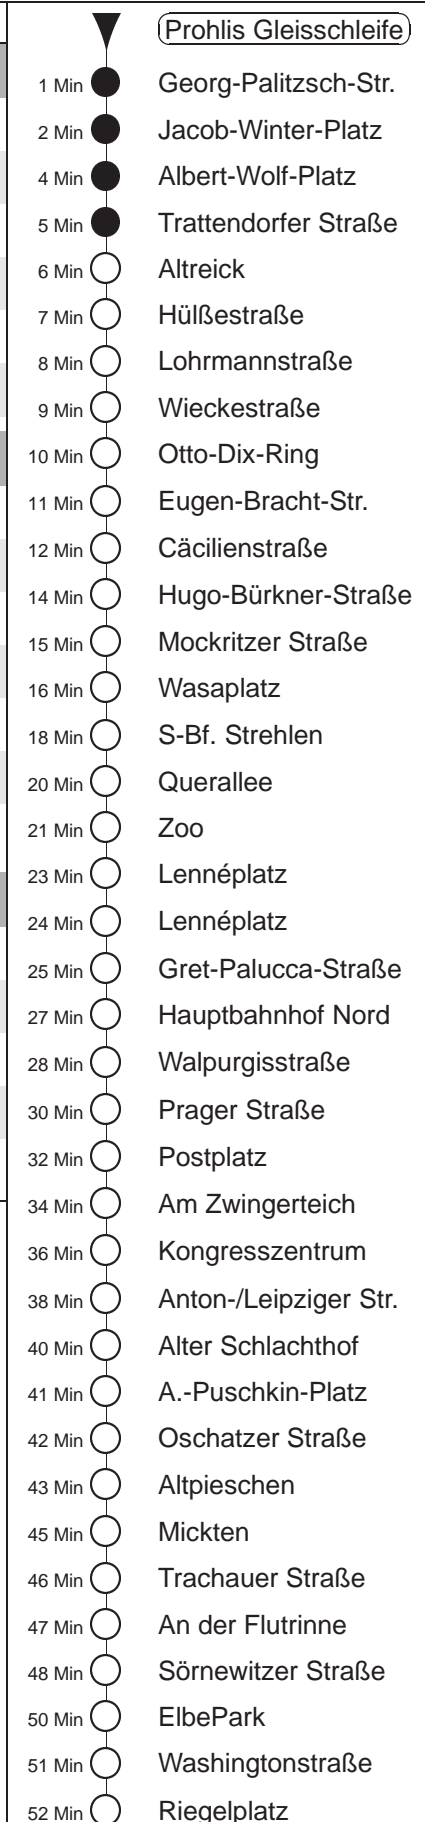 Prohlis Gleisschleife
1 Min Georg-Palitzsch-Str.
2 Min Jacob-Winter-Platz
4 Min Albert-Wolf-Platz
5 Min Trattendorfer Straße
6 Min Altreick
7 Min Hülßestraße
8 Min Lohrmannstraße
9 Min Wieckestraße
10 Min Otto-Dix-Ring
11 Min Eugen-Bracht-Str.
12 Min Cäcilienstraße
14 Min Hugo-Bürkner-Straße
15 Min Mockritzer Straße
16 Min Wasaplatz
18 Min S-Bf. Strehlen
20 Min Querallee
21 Min Zoo
23 Min Lennéplatz
24 Min Lennéplatz
25 Min Gret-Palucca-Straße
27 Min Hauptbahnhof Nord
28 Min Walpurgisstraße
30 Min Prager Straße
32 Min Postplatz
34 Min Am Zwingerteich
36 Min Kongresszentrum
38 Min Anton-/Leipziger Str.
40 Min Alter Schlachthof
41 Min A.-Puschkin-Platz
42 Min Oschatzer Straße
43 Min Altpieschen
45 Min Mickten
46 Min Trachauer Straße
47 Min An der Flutrinne
48 Min Sörnewitzer Straße
50 Min ElbePark
51 Min Washingtonstraße
52 Min Riegelplatz